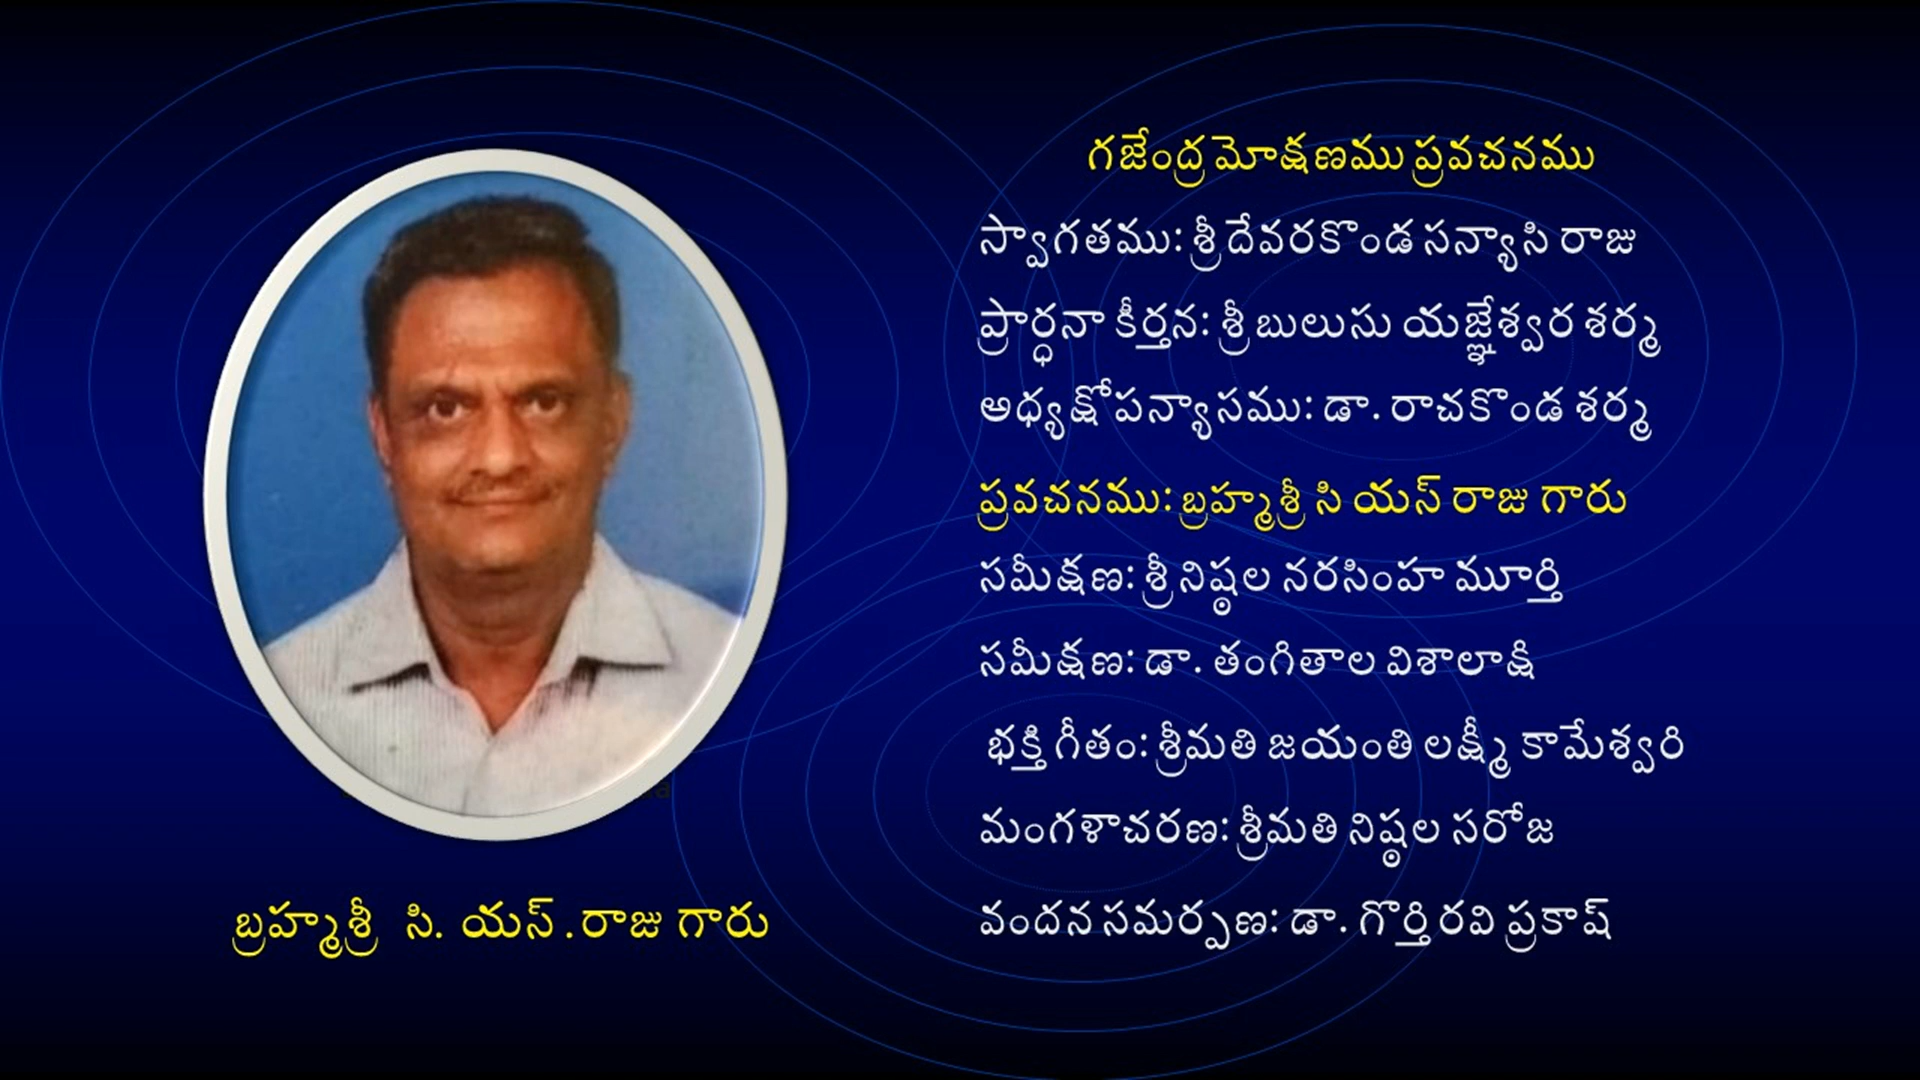 గజేంద్ర మోక్షణము ప్రవచనము
స్వాగతము: శ్రీ దేవరకొండ సన్యాసి రాజు
ప్రార్ధనా కీర్తన: శ్రీ బులుసు యజ్ఞేశ్వర శర్మ
అధ్యక్షోపన్యాసము: డా. రాచకొండ శర్మ
ప్రవచనము: బ్రహ్మశ్రీ సి యస్ రాజు గారు
సమీక్షణ: శ్రీ నిష్ఠల నరసింహ మూర్తి
సమీక్షణ: డా. తంగితాల విశాలాక్షి
భక్తి గీతం: శ్రీమతి జయంతి లక్ష్మీ కామేశ్వరి
మంగళాచరణ: శ్రీమతి నిష్ఠల సరోజ
వందన సమర్పణ: డా. గొర్తి రవి ప్రకాష్
బ్రహ్మశ్రీ సి. యస్. రాజు గారు